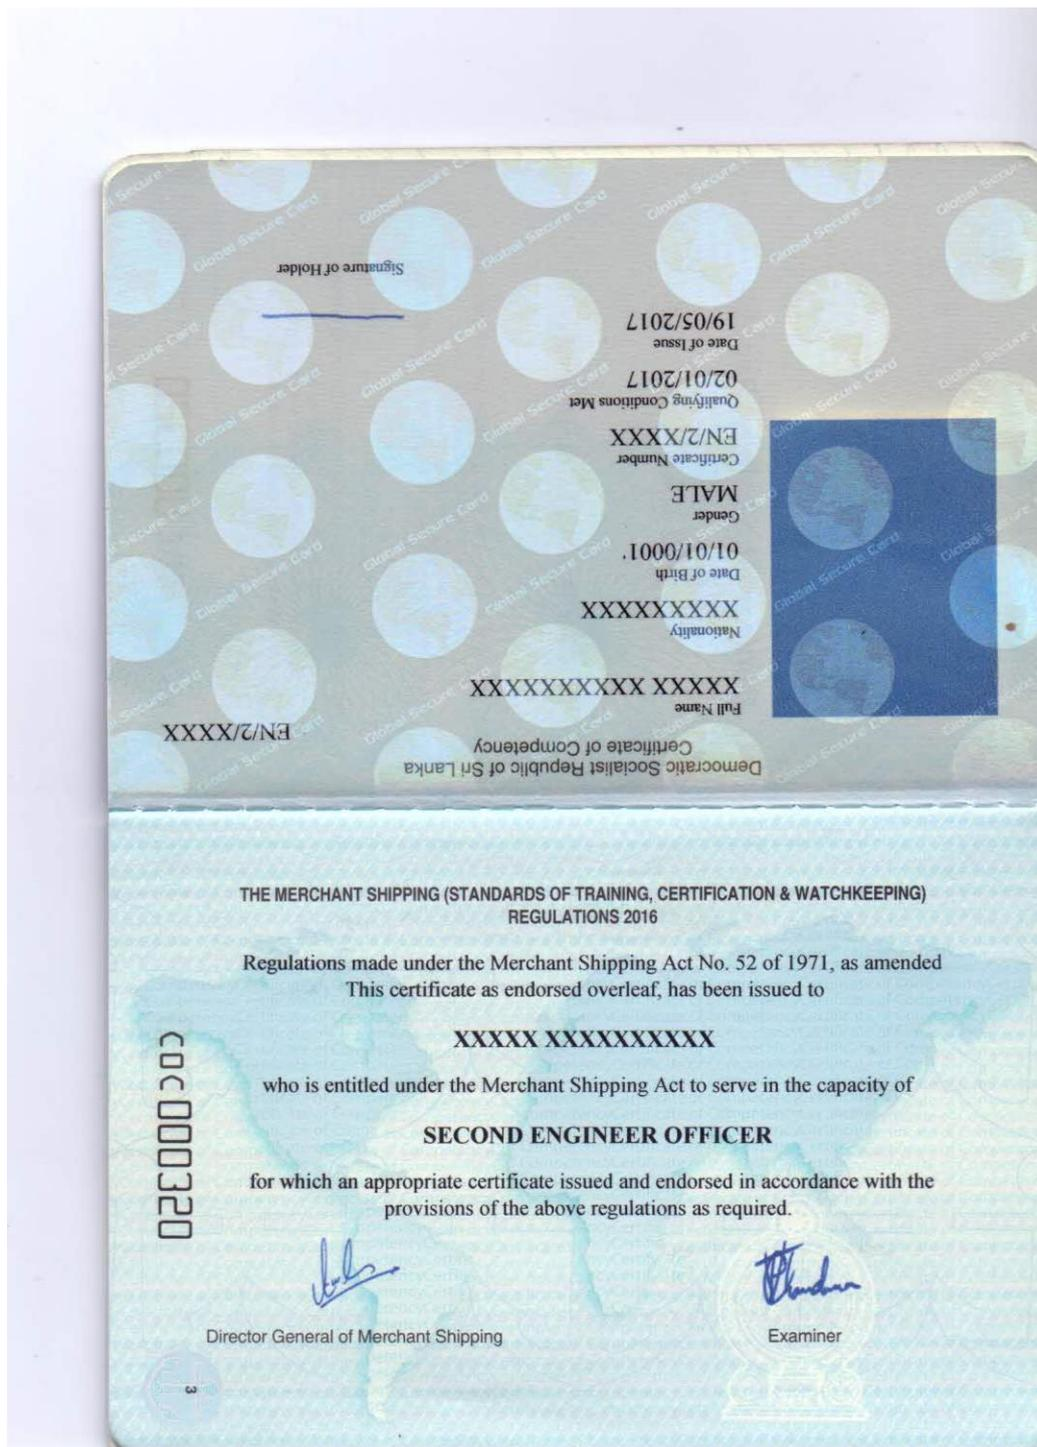 Democratic Socialist Republic of Sri Lanka
Certificate of Competency
EN/2/XXXX
Full Name
XXXXX XXXXXXXXXX
Nationality
XXXXXXXXX
Date of Birth
01/01/0001'
Gender
MALE
Certificate Number
EN/2/XXXX
Qualifying Conditions Met
02/01/2017
Date of Issue
19/05/2017
Signature of Holder
Global Secure Card
THE MERCHANT SHIPPING (STANDARDS OF TRAINING, CERTIFICATION & WATCHKEEPING)
REGULATIONS 2016
Regulations made under the Merchant Shipping Act No. 52 of 1971, as amended
This certificate as endorsed overleaf, has been issued to
XXXXX XXXXXXXXXX
who is entitled under the Merchant Shipping Act to serve in the capacity of
SECOND ENGINEER OFFICER
for which an appropriate certificate issued and endorsed in accordance with the
provisions of the above regulations as required.
COC000320
Director General of Merchant Shipping
Examiner
3